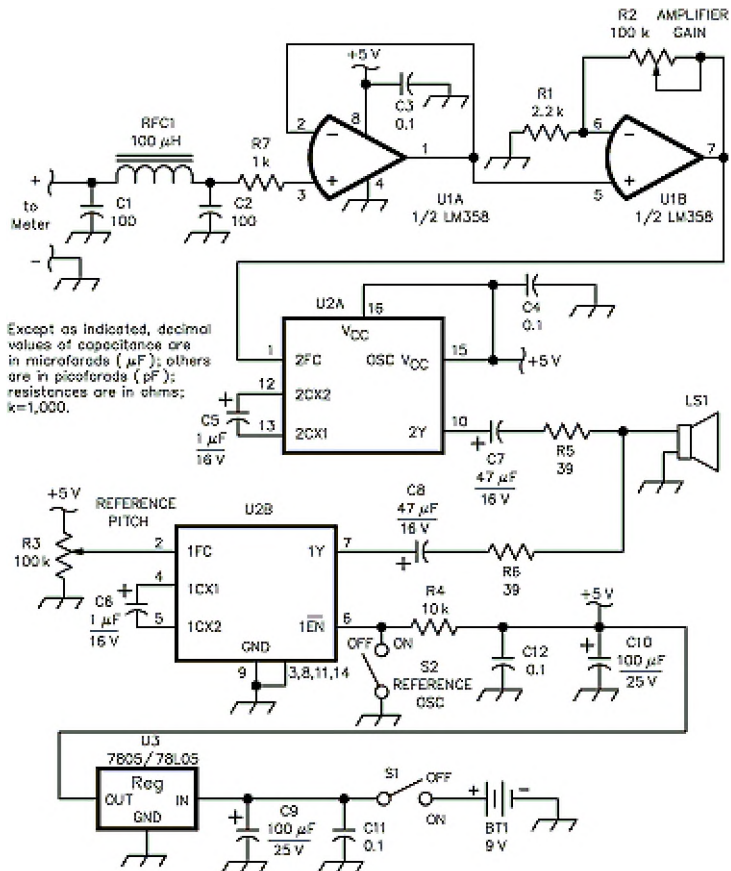 R2
100 k
AMPLIFIER
GAIN
+5 V
C3
0.1
RFC1
100 μH
R7
1 k
R1
2.2 k
2
8
−
1
+
3
4
6
−
7
5
+
+
to
Meter
−
C1
100
C2
100
U1A
1/2 LM358
U1B
1/2 LM358
U2A
16
C4
0.1
VCC
Except as indicated, decimal
values of capacitance are
in microfarads (μF); others
are in picofarads (pF);
resistances are in ohms;
k=1,000.
1
2FC
OSC VCC
15
+5 V
12
2CX2
+
C5
1 μF
16 V
13
2CX1
2Y
10
+
C7
47 μF
16 V
R5
39
LS1
+5 V
REFERENCE
PITCH
U2B
C8
47 μF
16 V
R3
100 k
2
1FC
1Y
7
+
R6
39
4
1CX1
+
C6
1 μF
16 V
5
1CX2
1EN
6
R4
10 k
+5 V
GND
9
3,8,11,14
OFF
ON
S2
REFERENCE
OSC
C12
0.1
+
C10
100 μF
25 V
U3
7805/78L05
Reg
OUT
IN
GND
+
C9
100 μF
25 V
C11
0.1
S1
OFF
ON
+
−
BT1
9 V